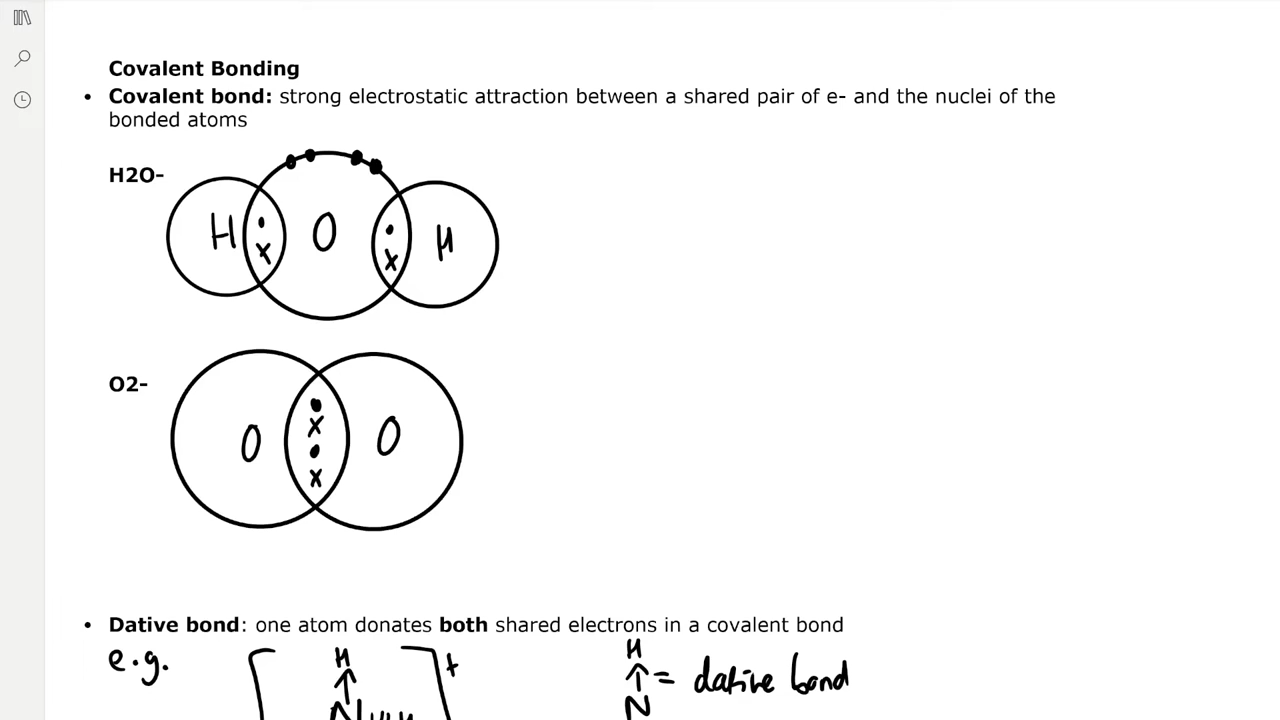 Covalent Bonding
• Covalent bond: strong electrostatic attraction between a shared pair of e- and the nuclei of the
bonded atoms
H2O-
H • x O • x H
O2-
O • x • x O
• Dative bond: one atom donates both shared electrons in a covalent bond
e.g. [ H ]+ H
↑ ↑ = dative bond
N N